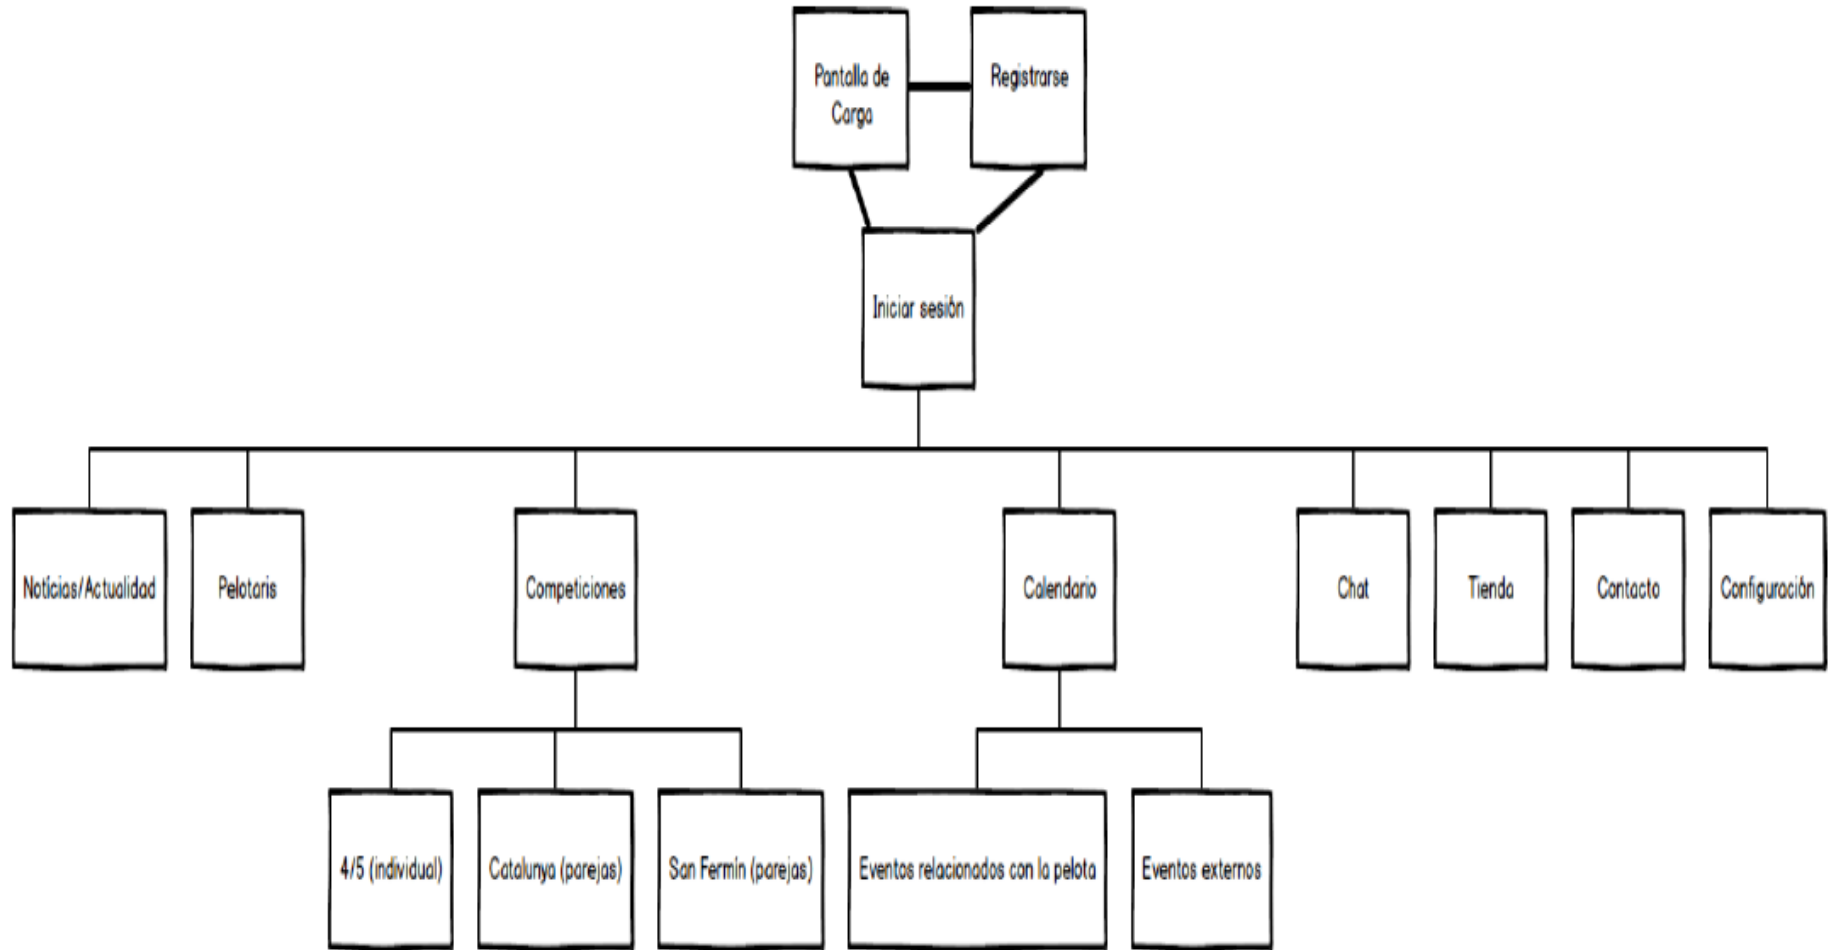 Pantalla de
Carga
Registrarse
Iniciar sesión
Noticias/Actualidad
Pelotaris
Competiciones
Calendario
Chat
Tienda
Contacto
Configuración
4/5 (individual)
Catalunya (parejas)
San Fermín (parejas)
Eventos relacionados con la pelota
Eventos externos